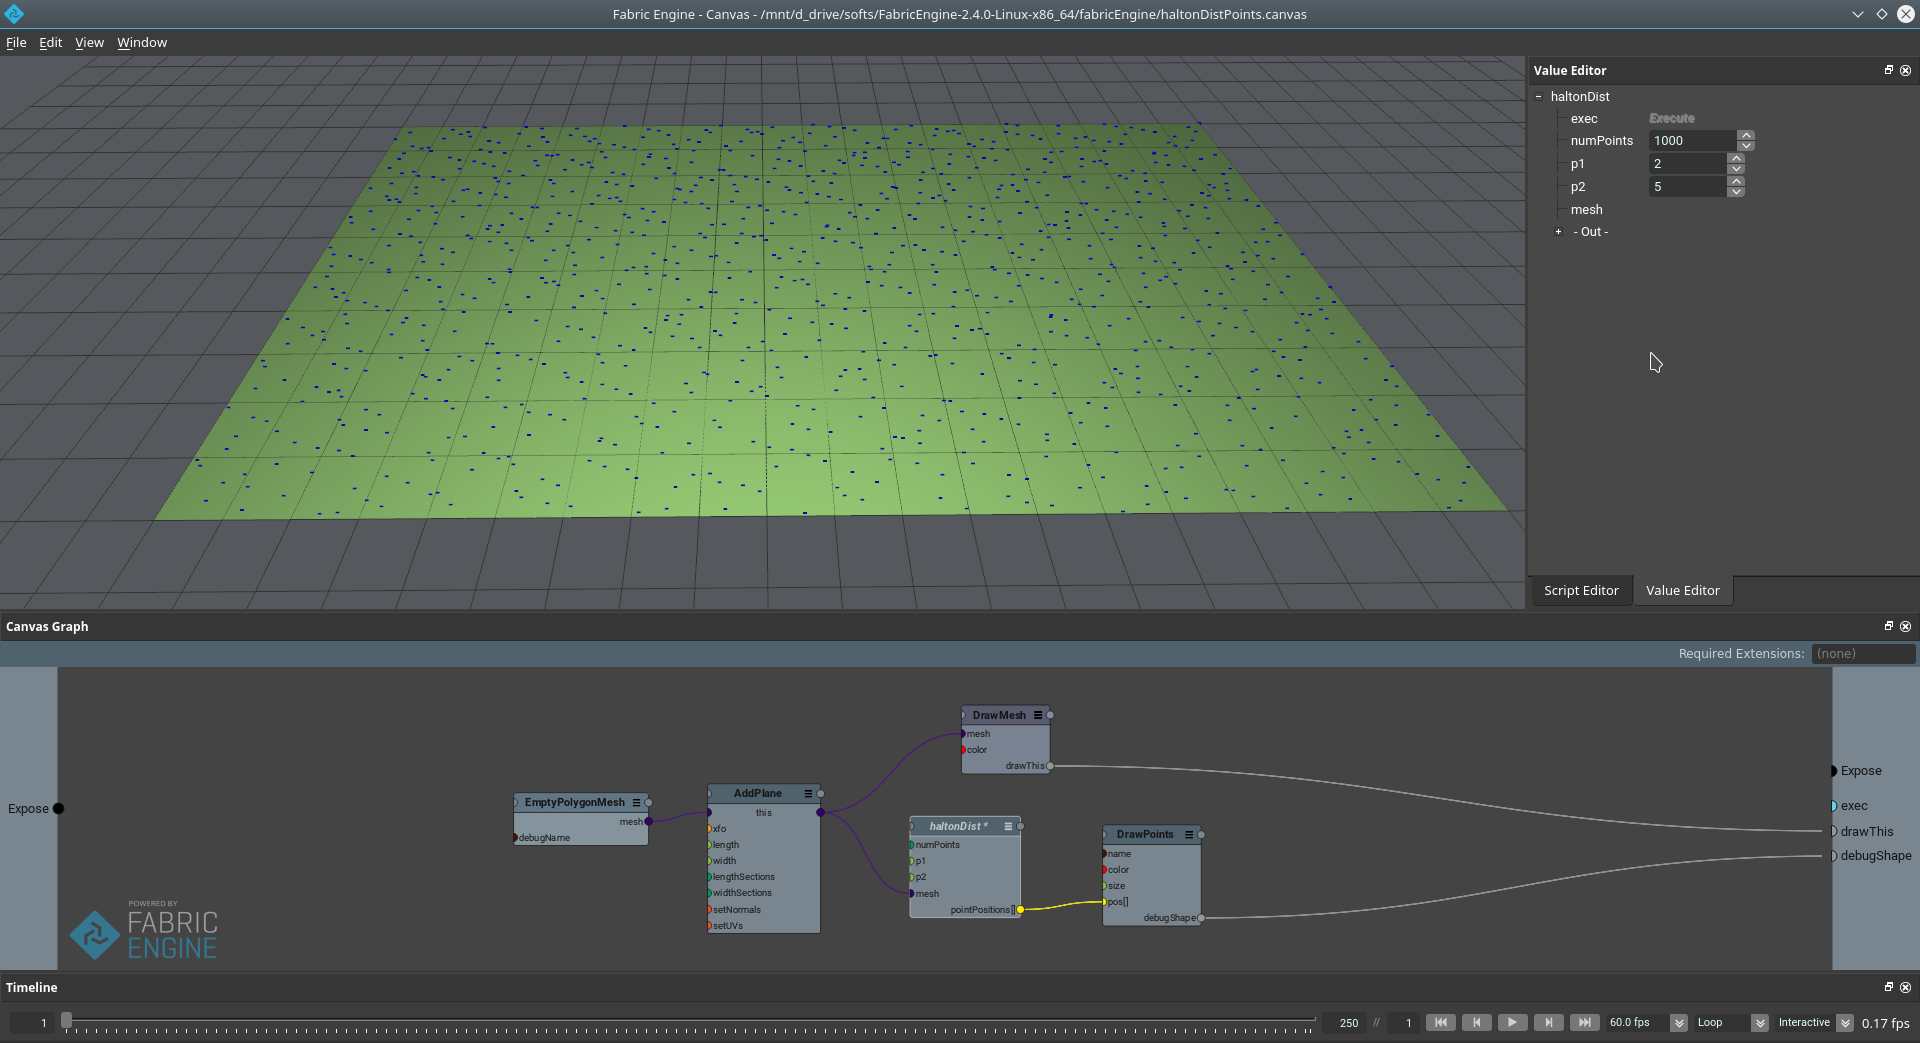 Fabric Engine - Canvas - /mnt/d_drive/softs/FabricEngine-2.4.0-Linux-x86_64/fabricEngine/haltonDistPoints.canvas
File Edit View Window
Value Editor
haltonDist
exec Execute
numPoints 1000
p1 2
p2 5
mesh
- Out -
Script Editor Value Editor
Canvas Graph
Required Extensions: (none)
Expose
EmptyPolygonMesh
mesh
debugName
AddPlane
this
xfo
length
width
lengthSections
widthSections
setNormals
setUVs
DrawMesh
mesh
color
drawThis
haltonDist *
numPoints
p1
p2
mesh
pointPositions[]
DrawPoints
name
color
size
pos[]
debugShape
Expose
exec
drawThis
debugShape
POWERED BY
FABRIC
ENGINE
Timeline
1 250 // 1 60.0 fps Loop Interactive 0.17 fps